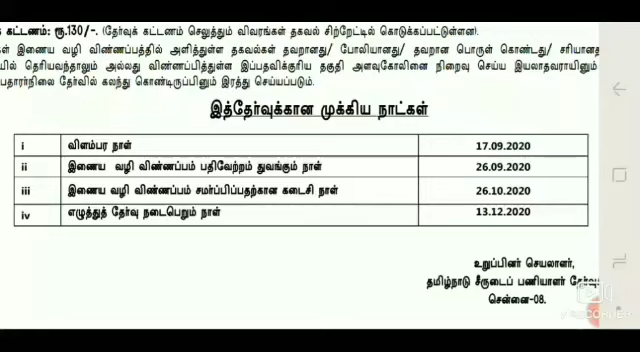 கட்டணம்: ரூ.130/-. (தேர்வுக் கட்டணம் செலுத்தும் விவரங்கள் தகவல் சிற்றேட்டில் கொடுக்கப்பட்டுள்ளன).
கள் இணைய வழி விண்ணப்பத்தில் அளித்துள்ள தகவல்கள் தவறானது/ போலியானது/ தவறான பொருள் கொண்டது/
யில் தெரியவந்தாலும் அல்லது விண்ணப்பித்துள்ள இப்பதவிக்குரிய தகுதி அளவுகோலினை நிறைவு செய்ய இயலாதவராயினும்
தேர்வில் கலந்து கொண்டிருப்பினும் இரத்து செய்யப்படும்.
இத்தேர்வுக்கான முக்கிய நாட்கள்
i விளம்பர நாள் 17.09.2020
ii இணைய வழி விண்ணப்பம் பதிவேற்றம் துவங்கும் நாள் 26.09.2020
iii இணைய வழி விண்ணப்பம் சமர்ப்பிப்பதற்கான கடைசி நாள் 26.10.2020
iv எழுத்துத் தேர்வு நடைபெறும் நாள் 13.12.2020
உறுப்பினர் செயலாளர்,
தமிழ்நாடு சீருடைப் பணியாளர்
சென்னை-08.
RECORDER